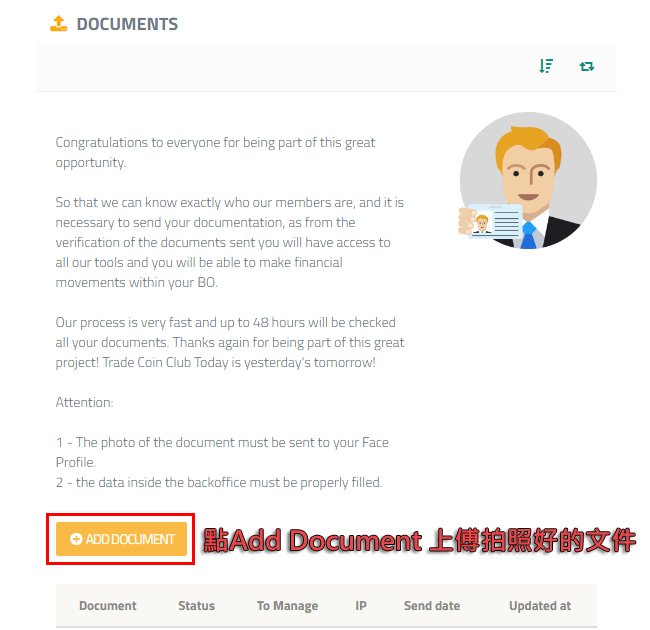 DOCUMENTS
Congratulations to everyone for being part of this great
opportunity.
So that we can know exactly who our members are, and it is
necessary to send your documentation, as from the
verification of the documents sent you will have access to
all our tools and you will be able to make financial
movements within your BO.
Our process is very fast and up to 48 hours will be checked
all your documents. Thanks again for being part of this great
project! Trade Coin Club Today is yesterday's tomorrow!
Attention:
1 - The photo of the document must be sent to your Face
Profile.
2 - the data inside the backoffice must be properly filled.
ADD DOCUMENT 點Add Document 上傳拍照好的文件
Document Status To Manage IP Send date Updated at